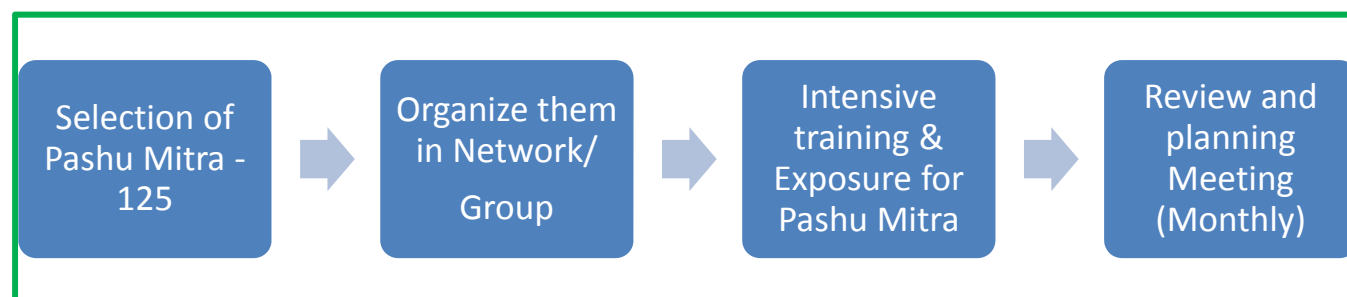 Selection of
Pashu Mitra -
125
Organize them
in Network/
Group
Intensive
training &
Exposure for
Pashu Mitra
Review and
planning
Meeting
(Monthly)